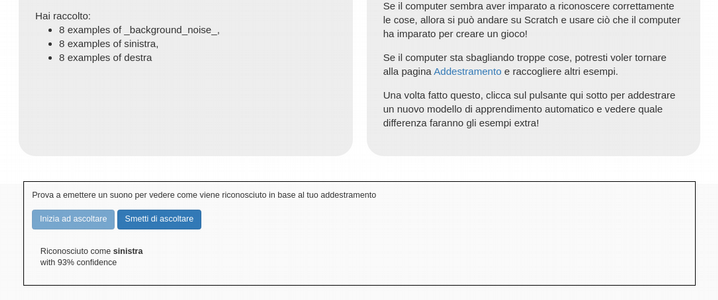 Hai raccolto:
8 examples of _background_noise_,
8 examples of sinistra,
8 examples of destra
Se il computer sembra aver imparato a riconoscere correttamente
le cose, allora si può andare su Scratch e usare ciò che il computer
ha imparato per creare un gioco!
Se il computer sta sbagliando troppe cose, potresti voler tornare
alla pagina Addestramento e raccogliere altri esempi.
Una volta fatto questo, clicca sul pulsante qui sotto per addestrare
un nuovo modello di apprendimento automatico e vedere quale
differenza faranno gli esempi extra!
Prova a emettere un suono per vedere come viene riconosciuto in base al tuo addestramento
Inizia ad ascoltare Smetti di ascoltare
Riconosciuto come sinistra
with 93% confidence